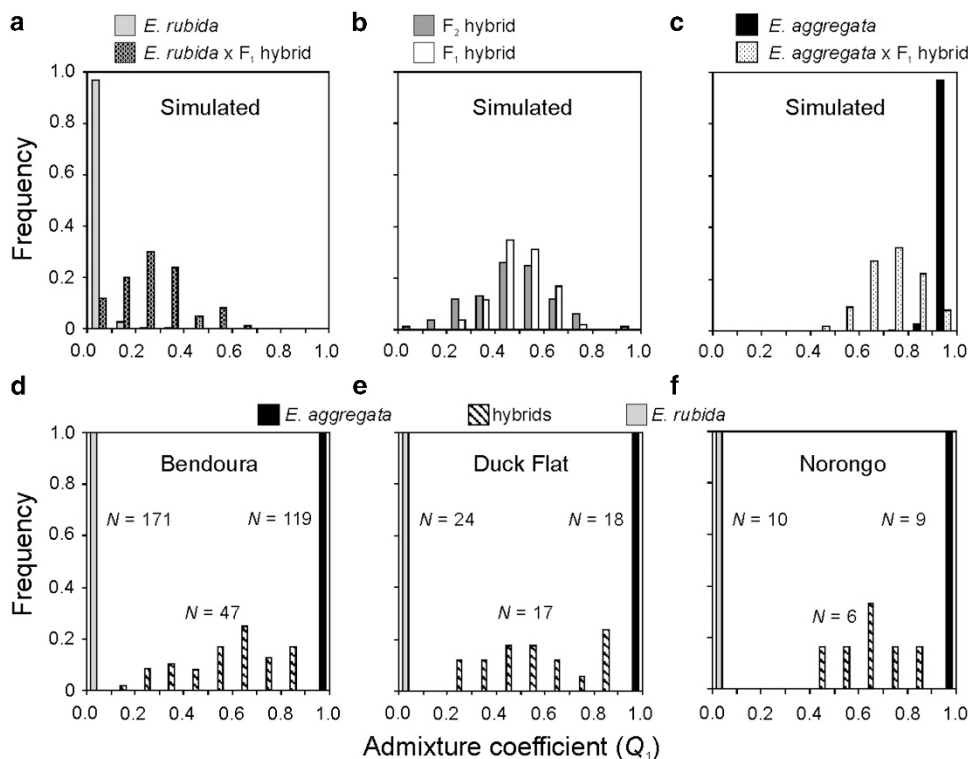 a
E. rubida
E. rubida x F₁ hybrid
b
F₂ hybrid
F₁ hybrid
c
E. aggregata
E. aggregata x F₁ hybrid
Frequency
1.0
0.8
0.6
0.4
0.2
0
Simulated
0.0 0.2 0.4 0.6 0.8 1.0
Simulated
0.0 0.2 0.4 0.6 0.8 1.0
Simulated
0.0 0.2 0.4 0.6 0.8 1.0
d
e
f
E. aggregata
hybrids
E. rubida
Frequency
1.0
0.8
0.6
0.4
0.2
0
Bendoura
N = 171
N = 119
N = 47
0.0 0.2 0.4 0.6 0.8 1.0
Duck Flat
N = 24
N = 18
N = 17
0.0 0.2 0.4 0.6 0.8 1.0
Norongo
N = 10
N = 9
N = 6
0.0 0.2 0.4 0.6 0.8 1.0
Admixture coefficient (Q₁)